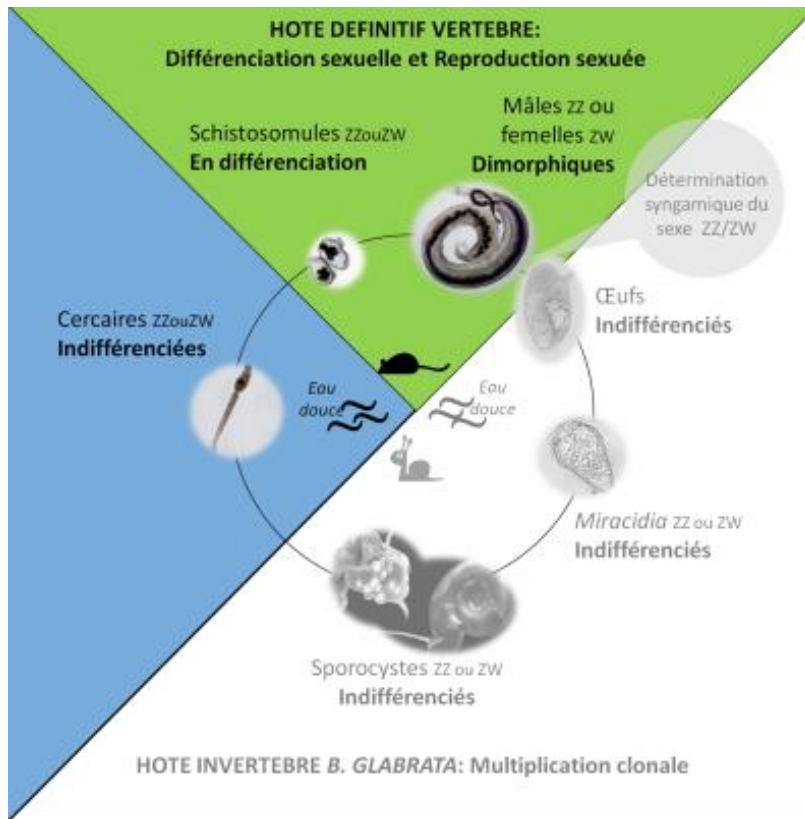 HOTE DEFINITIF VERTEBRE:
Différenciation sexuelle et Reproduction sexuée
Mâles ZZ ou
femelles ZW
Dimorphiques
Schistosomules ZZouZW
En différenciation
Détermination
syngamique du
sexe ZZ/ZW
Œufs
Indifférenciés
Cercaires ZZouZW
Indifférenciées
Eau
douce
Eau
douce
Miracidia ZZ ou ZW
Indifférenciés
Sporocystes ZZ ou ZW
Indifférenciés
HOTE INVERTEBRE B. GLABRATA: Multiplication clonale